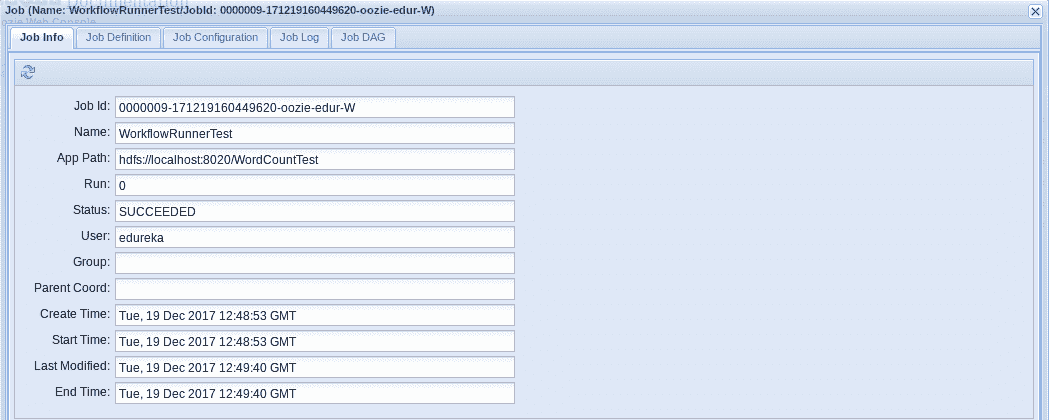 Job (Name: WorkflowRunnerTest/JobId: 0000009-171219160449620-oozie-edur-W)
Documentation
Oozie Web Console
Job Info Job Definition Job Configuration Job Log Job DAG
Job Id: 0000009-171219160449620-oozie-edur-W
Name: WorkflowRunnerTest
App Path: hdfs://localhost:8020/WordCountTest
Run: 0
Status: SUCCEEDED
User: edureka
Group:
Parent Coord:
Create Time: Tue, 19 Dec 2017 12:48:53 GMT
Start Time: Tue, 19 Dec 2017 12:48:53 GMT
Last Modified: Tue, 19 Dec 2017 12:49:40 GMT
End Time: Tue, 19 Dec 2017 12:49:40 GMT